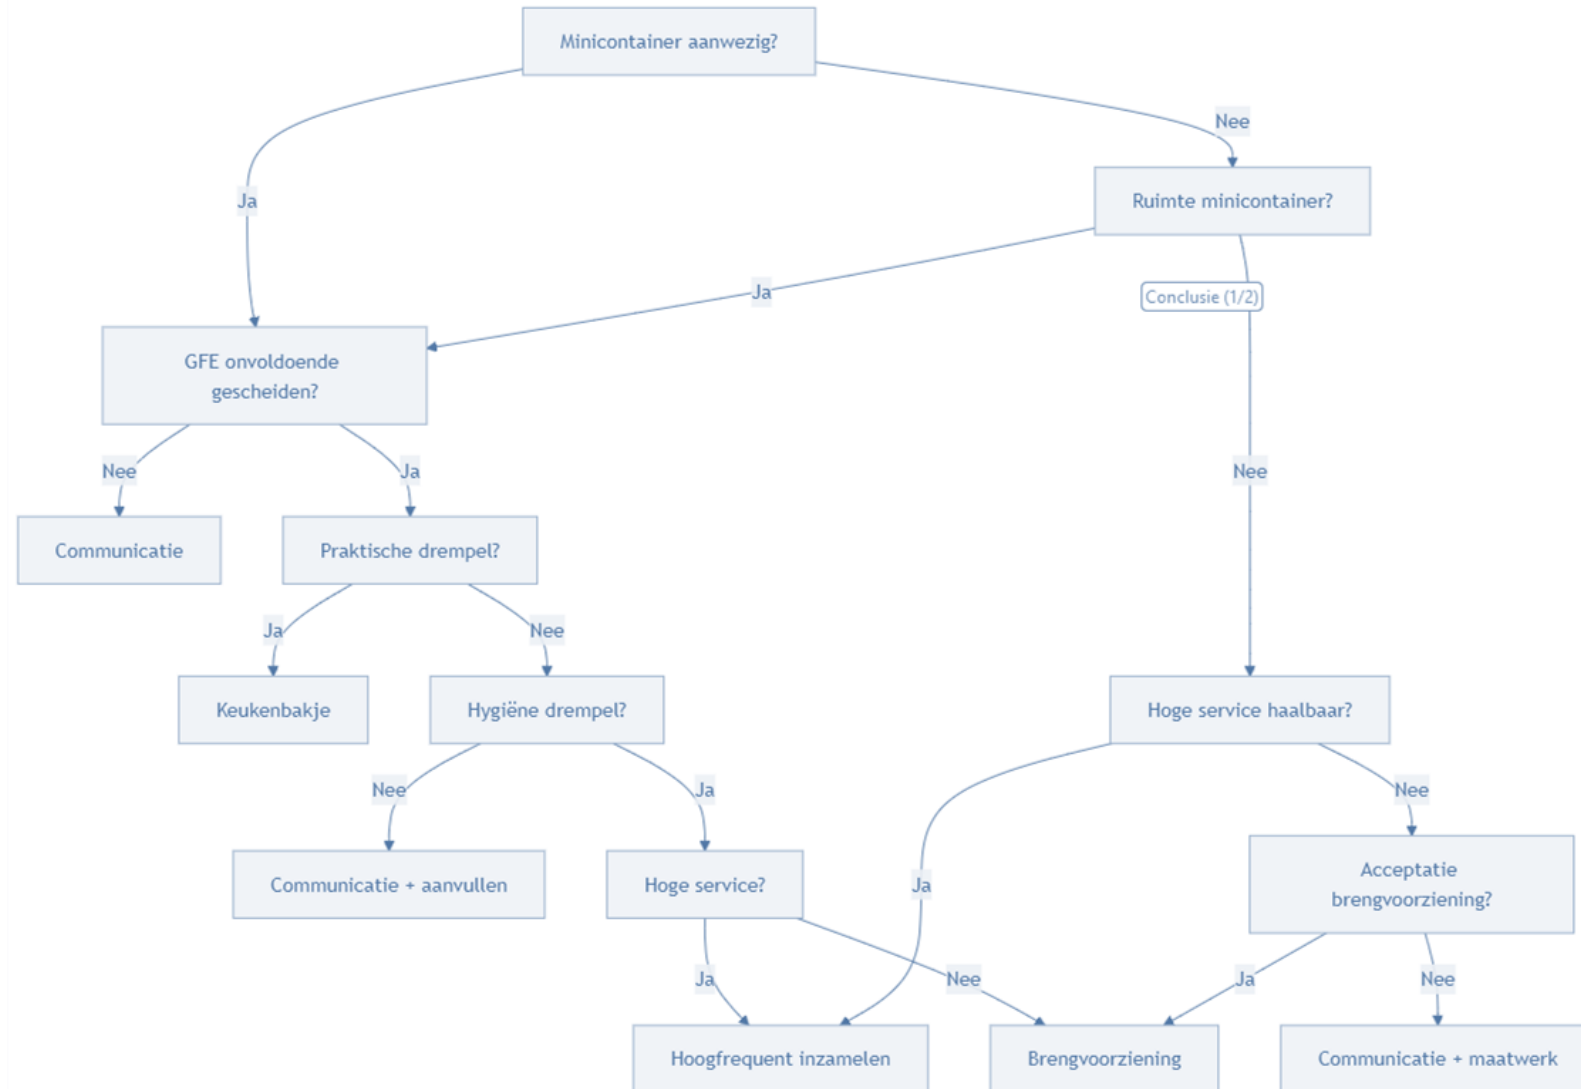 Minicontainer aanwezig?
Nee
Ja
Ruimte minicontainer?
Ja
Conclusie (1/2)
GFE onvoldoende
gescheiden?
Nee
Ja
Nee
Communicatie
Praktische drempel?
Ja
Nee
Keukenbakje
Hygiëne drempel?
Hoge service haalbaar?
Nee
Ja
Nee
Communicatie + aanvullen
Hoge service?
Ja
Acceptatie
brengvoorziening?
Ja
Nee
Ja
Nee
Hoogfrequent inzamelen
Brengvoorziening
Communicatie + maatwerk